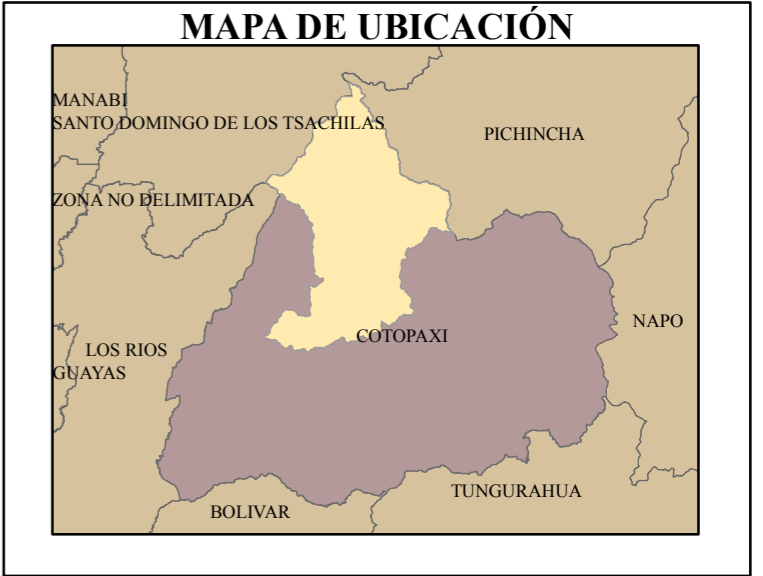 MAPA DE UBICACIÓN
MANABI
SANTO DOMINGO DE LOS TSACHILAS
PICHINCHA
ZONA NO DELIMITADA
NAPO
COTOPAXI
LOS RIOS
GUAYAS
TUNGURAHUA
BOLIVAR